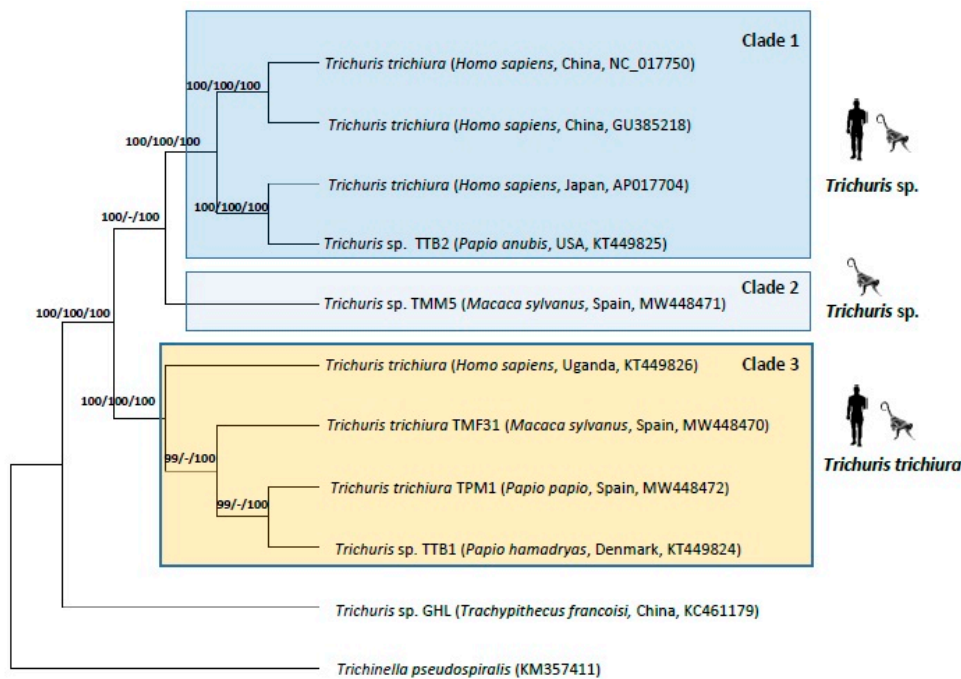 Clade 1
Trichuris trichiura (Homo sapiens, China, NC_017750)
100/100/100
Trichuris trichiura (Homo sapiens, China, GU385218)
100/100/100
Trichuris trichiura (Homo sapiens, Japan, AP017704)
Trichuris sp.
100/100/100
100/-/100
Trichuris sp. TTB2 (Papio anubis, USA, KT449825)
Clade 2
Trichuris sp. TMM5 (Macaca sylvanus, Spain, MW448471)
Trichuris sp.
100/100/100
Clade 3
Trichuris trichiura (Homo sapiens, Uganda, KT449826)
100/100/100
Trichuris trichiura TMF31 (Macaca sylvanus, Spain, MW448470)
99/-/100
Trichuris trichiura
Trichuris trichiura TPM1 (Papio papio, Spain, MW448472)
99/-/100
Trichuris sp. TTB1 (Papio hamadryas, Denmark, KT449824)
Trichuris sp. GHL (Trachypithecus francoisi, China, KC461179)
Trichinella pseudospiralis (KM357411)